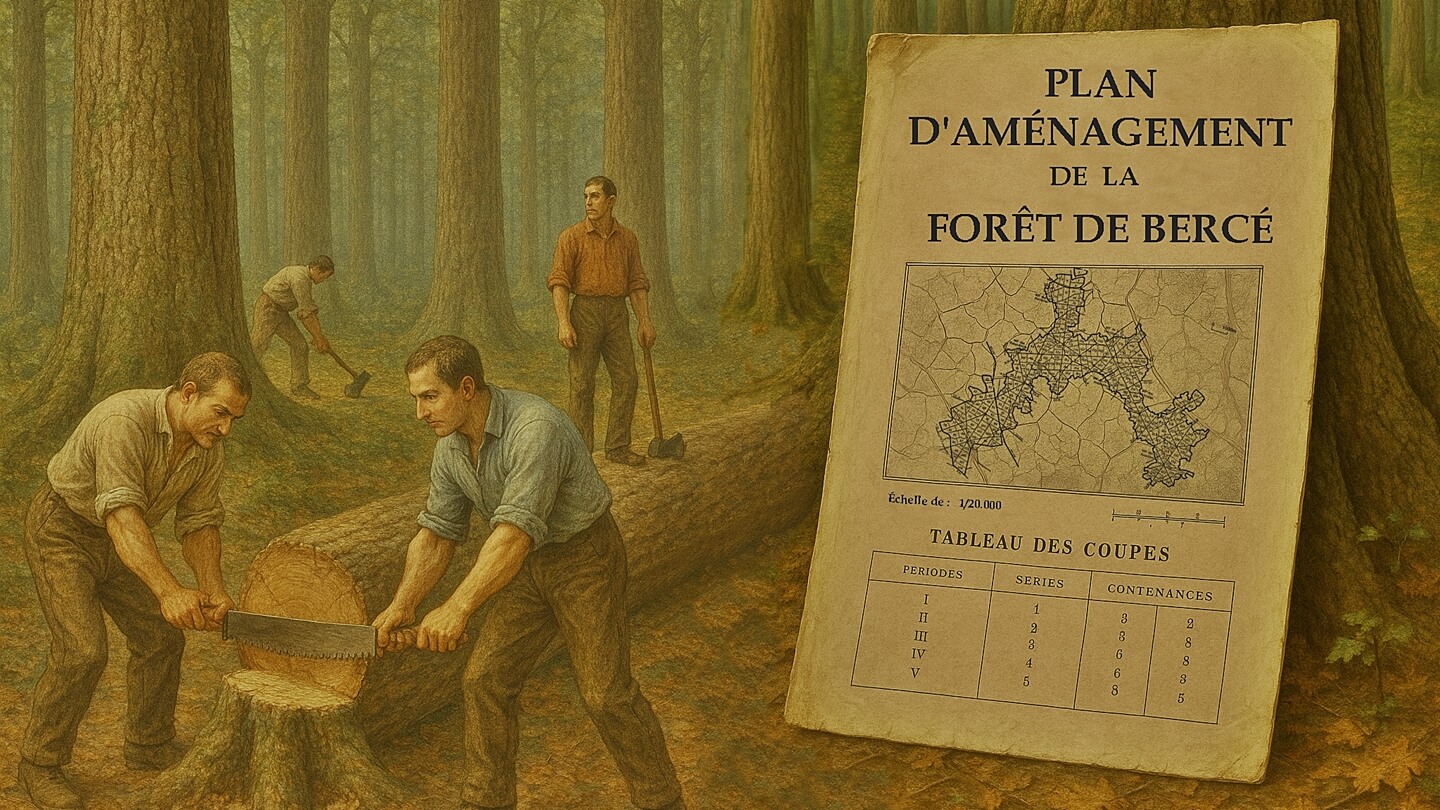 PLAN
D'AMÉNAGEMENT
DE LA
FORÊT DE BERCÉ
Échelle de : 1/20.000
TABLEAU DES COUPES
PERIODES SERIES CONTENANCES
I 1 3 2
II 2 3 8
III 3 6 8
IV 4 6 3
V 5 8 5